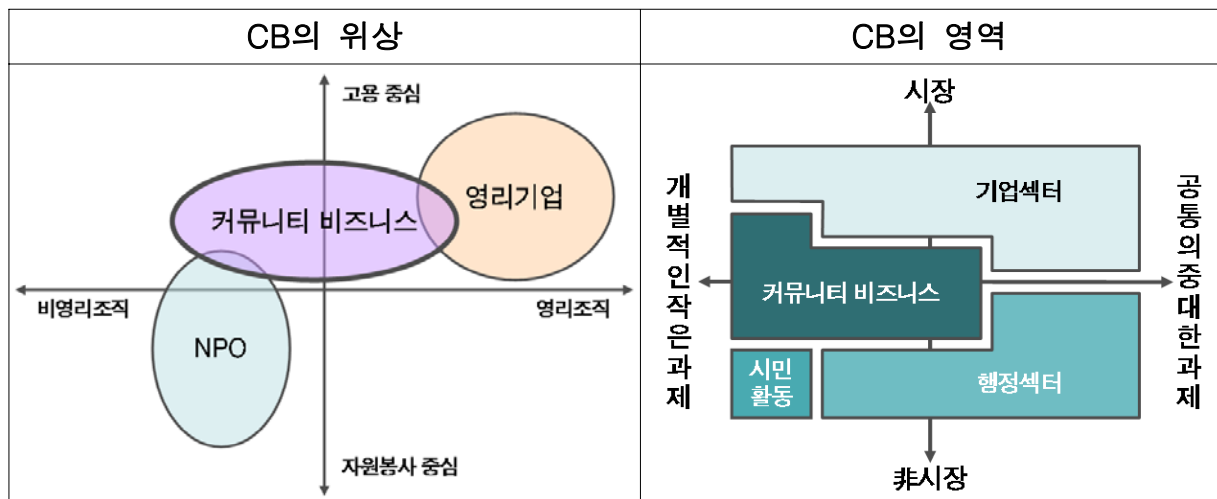 CB의 위상
CB의 영역
고용 중심
영리기업
커뮤니티 비즈니스
비영리조직
영리조직
NPO
자원봉사 중심
시장
기업섹터
개별적인작은과제
공통의중대한과제
커뮤니티 비즈니스
시민
활동
행정섹터
非시장